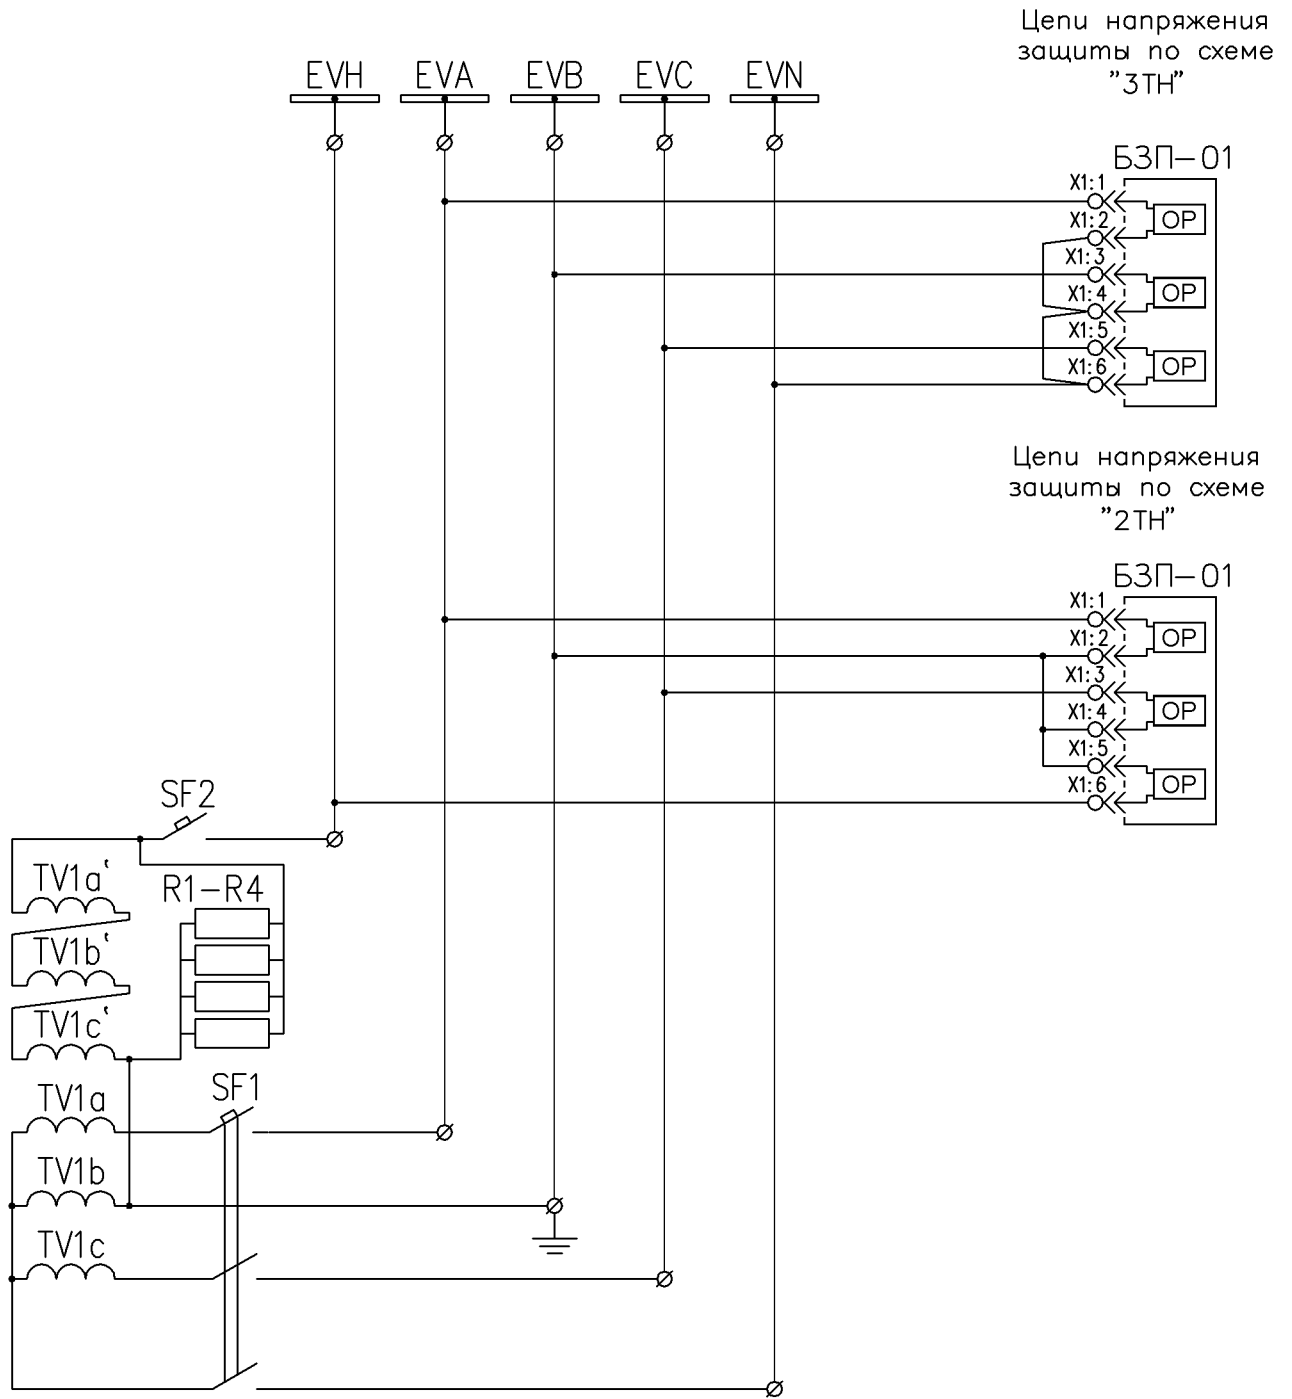 Цепи напряжения
защиты по схеме
"3ТН"
EVH EVA EVB EVC EVN
БЗП-01
X1:1
OP
X1:2
X1:3
OP
X1:4
X1:5
OP
X1:6
Цепи напряжения
защиты по схеме
"2ТН"
БЗП-01
X1:1
OP
X1:2
X1:3
OP
X1:4
X1:5
OP
X1:6
SF2
TV1a‘
R1-R4
TV1b‘
TV1c‘
SF1
TV1a
TV1b
TV1c